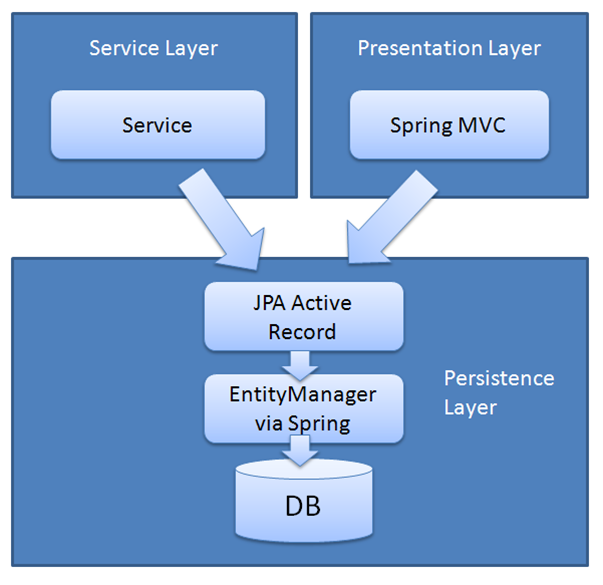 Service Layer
Presentation Layer
Service
Spring MVC
JPA Active
Record
EntityManager
via Spring
Persistence
Layer
DB